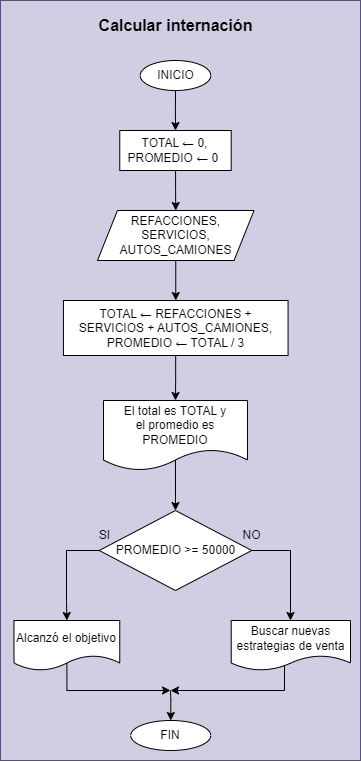 Calcular internación
INICIO
TOTAL ← 0,
PROMEDIO ← 0
REFACCIONES,
SERVICIOS,
AUTOS_CAMIONES
TOTAL ← REFACCIONES +
SERVICIOS + AUTOS_CAMIONES,
PROMEDIO ← TOTAL / 3
El total es TOTAL y
el promedio es
PROMEDIO
SI
NO
PROMEDIO >= 50000
Alcanzó el objetivo
Buscar nuevas
estrategias de venta
FIN